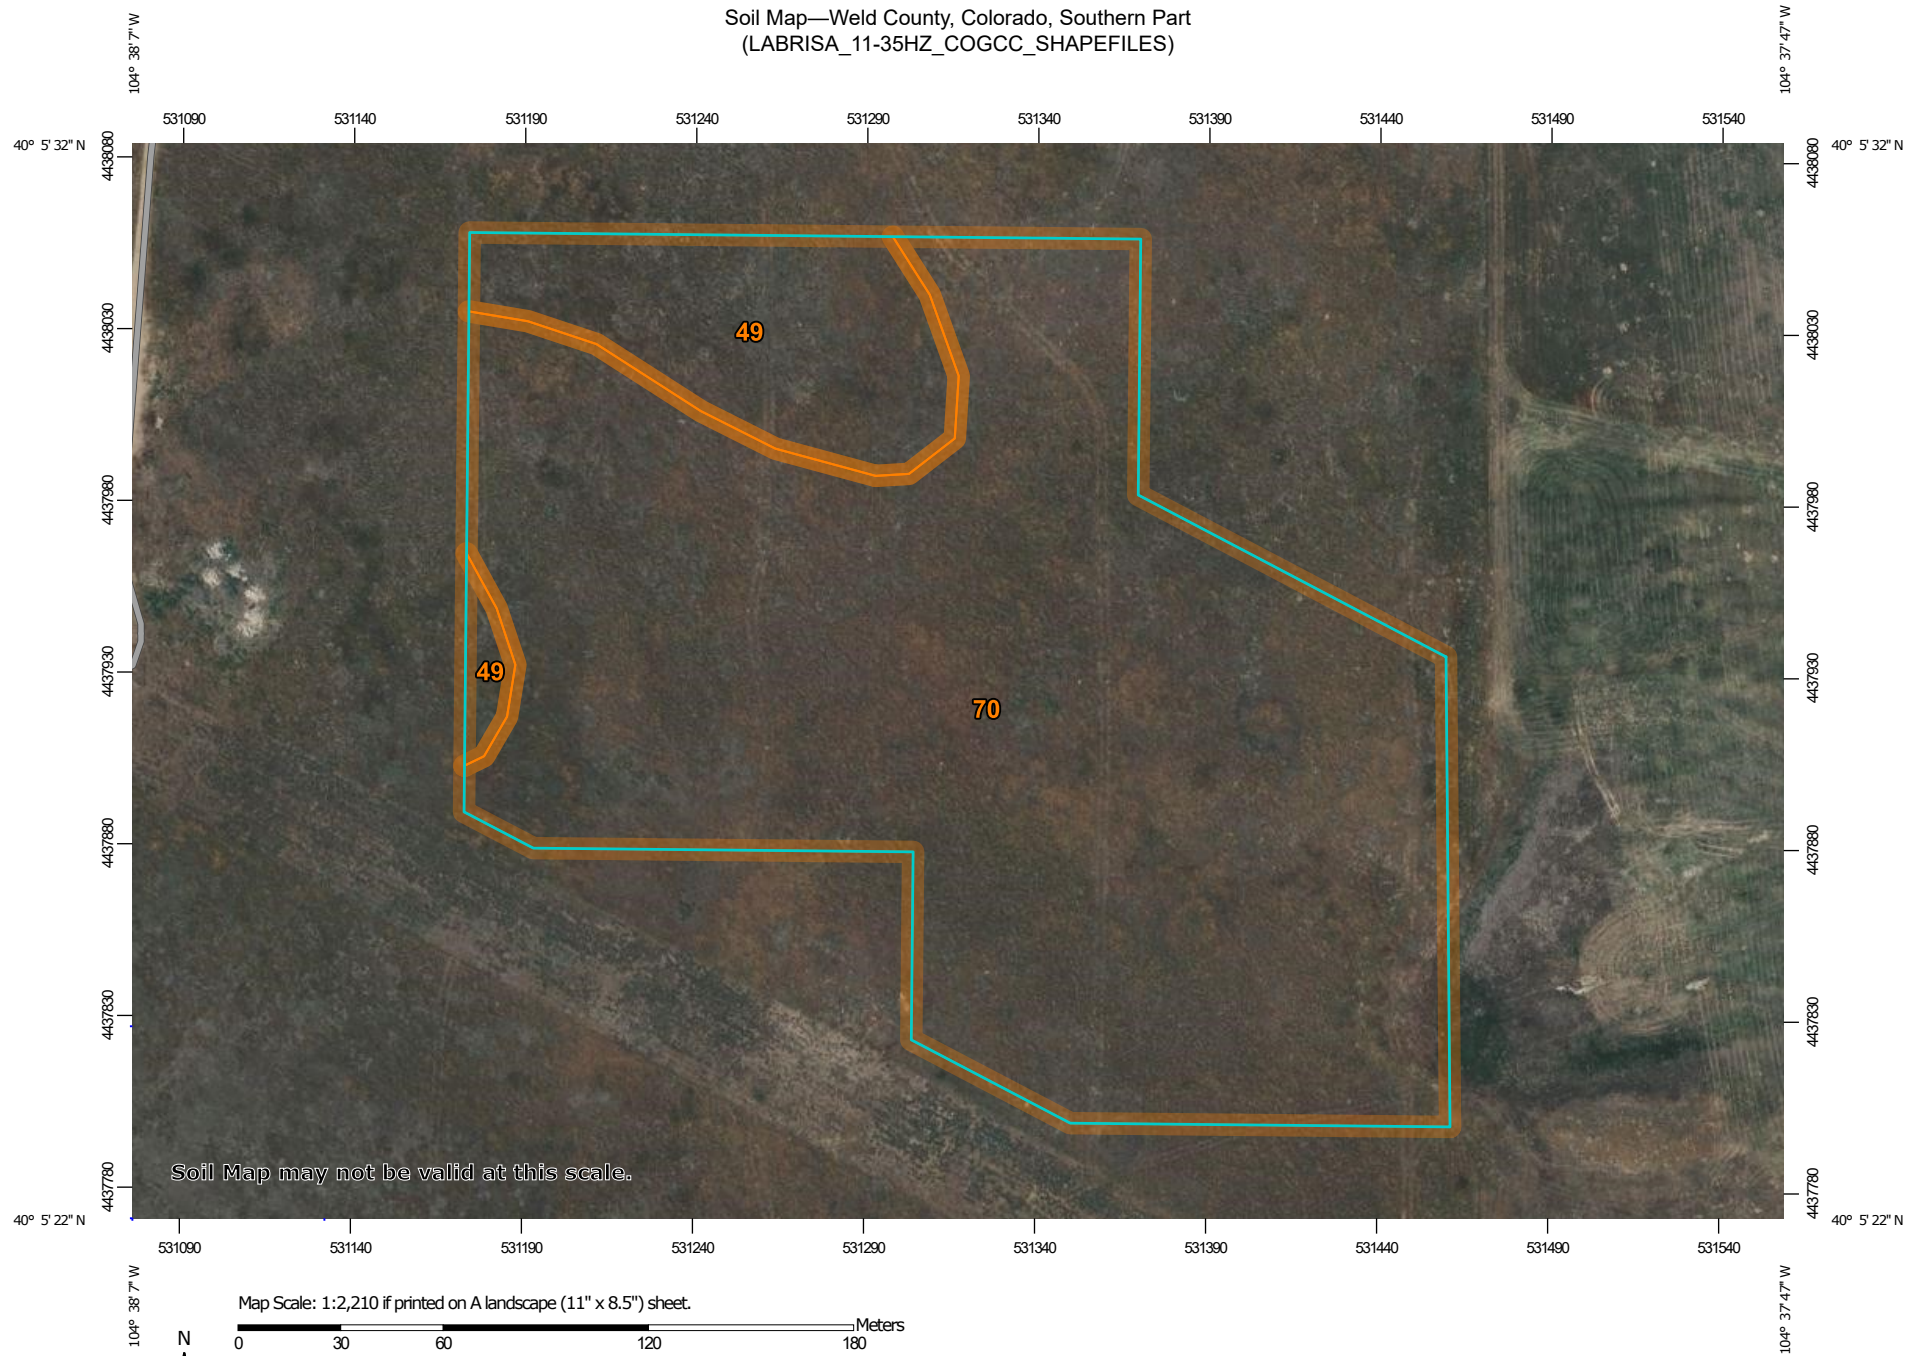 Soil Map—Weld County, Colorado, Southern Part
(LABRISA_11-35HZ_COGCC_SHAPEFILES)
104° 38' 7" W
104° 37' 47" W
531090 531140 531190 531240 531290 531340 531390 531440 531490 531540
40° 5' 32" N
40° 5' 32" N
4438080
4438080
4438030
4438030
49
4437980
4437980
4437930
4437930
49
70
4437880
4437880
4437830
4437830
Soil Map may not be valid at this scale.
4437780
4437780
40° 5' 22" N
40° 5' 22" N
531090 531140 531190 531240 531290 531340 531390 531440 531490 531540
104° 38' 7" W
104° 37' 47" W
Map Scale: 1:2,210 if printed on A landscape (11" x 8.5") sheet.
Meters
N
0 30 60 120 180